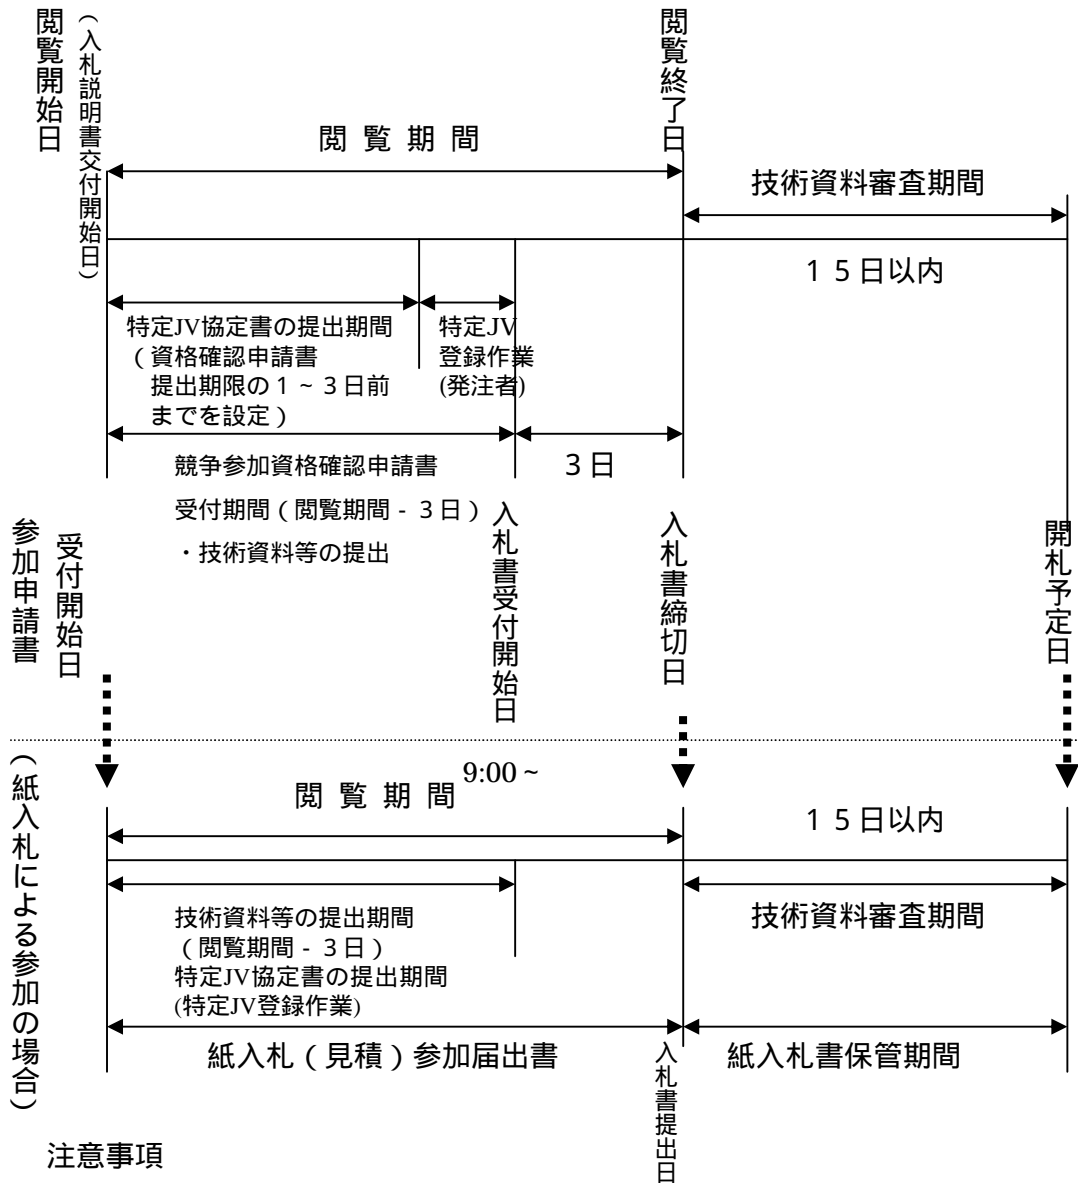 閲覧開始日
（入札説明書交付開始日）
閲覧終了日
閲 覧 期 間
技術資料審査期間
１５日以内
特定JV協定書の提出期間
（資格確認申請書
提出期限の１～３日前
までを設定）
特定JV
登録作業
(発注者)
競争参加資格確認申請書
受付期間（閲覧期間－３日）
・技術資料等の提出
３日
参加申請書
受付開始日
入札書受付開始日
入札書締切日
開札予定日
（紙入札による参加の場合）
9:00～
閲 覧 期 間
１５日以内
技術資料等の提出期間
（閲覧期間－３日）
特定JV協定書の提出期間
(特定JV登録作業)
技術資料審査期間
紙入札（見積）参加届出書
入札書提出日
紙入札書保管期間
注意事項